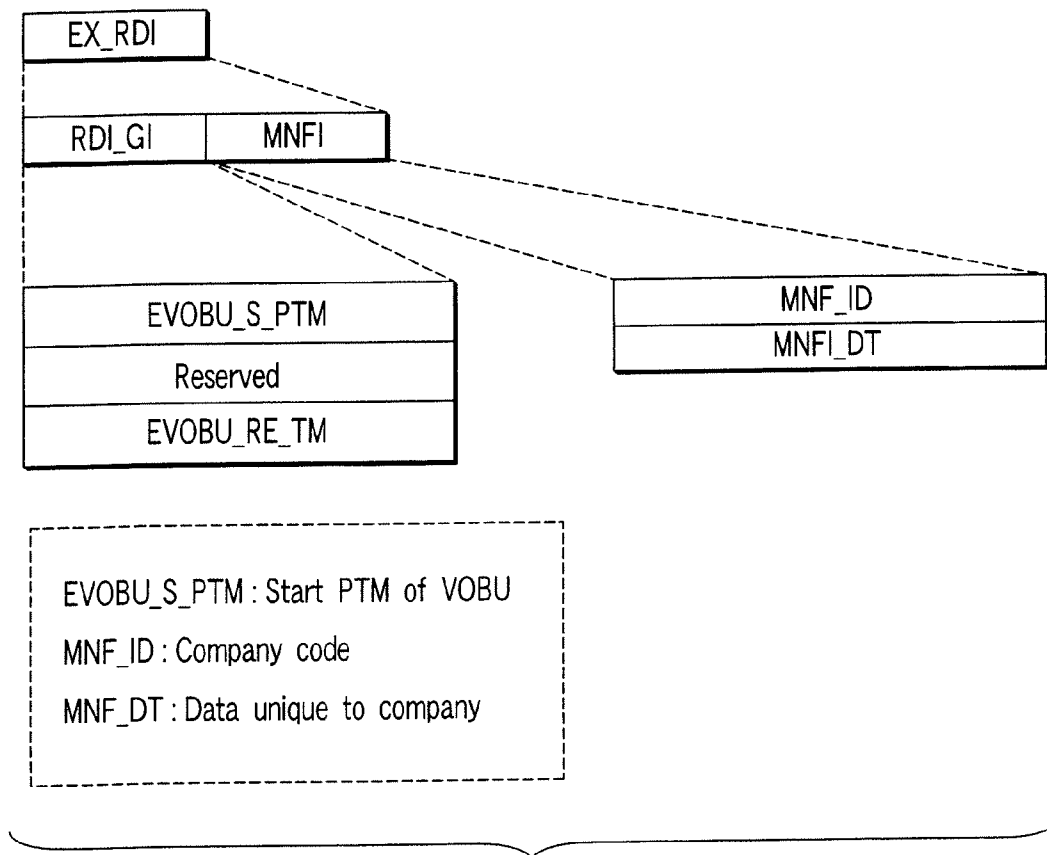 EX_RDI
RDI_GI MNFI
EVOBU_S_PTM
Reserved
EVOBU_RE_TM
MNF_ID
MNFI_DT
EVOBU_S_PTM : Start PTM of VOBU
MNF_ID : Company code
MNF_DT : Data unique to company